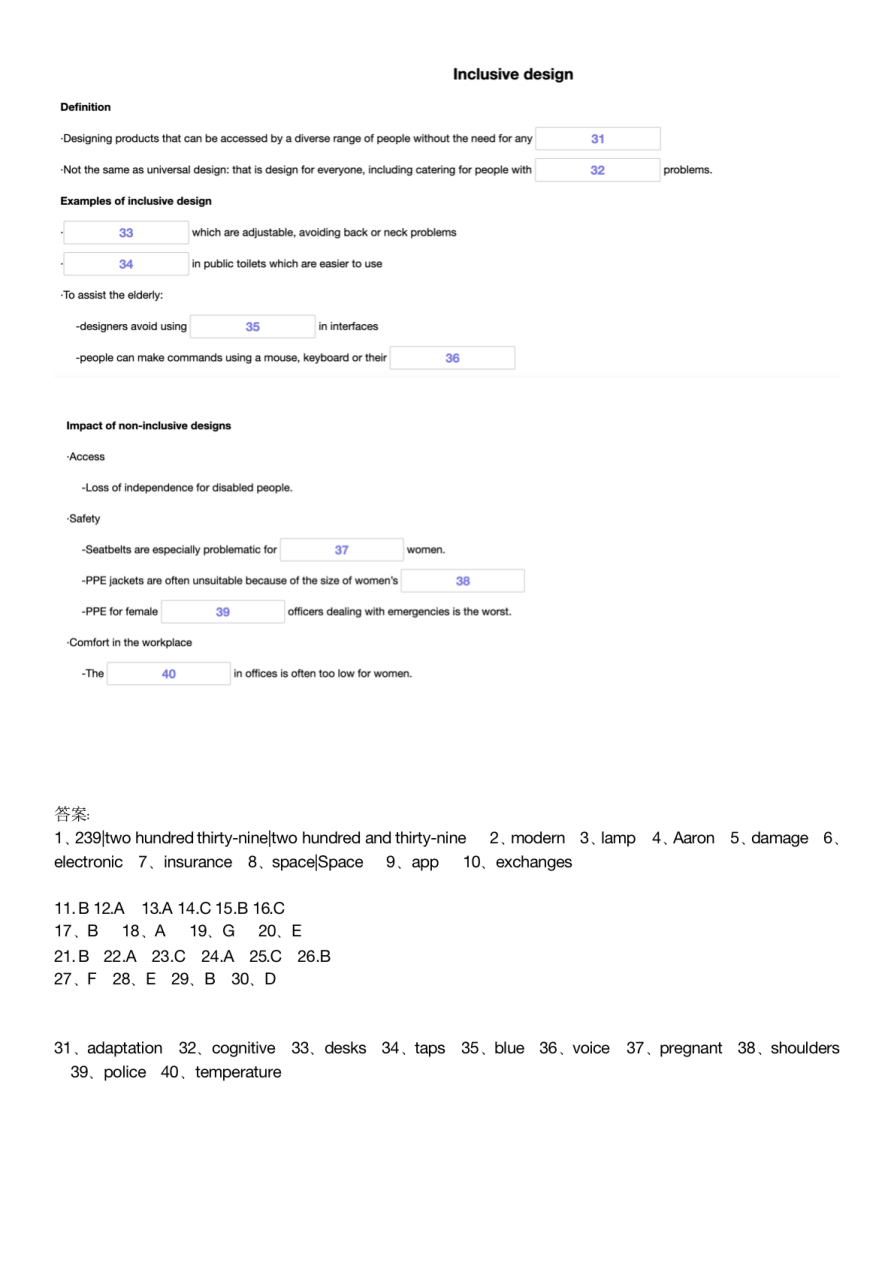 Inclusive design
Definition
·Designing products that can be accessed by a diverse range of people without the need for any 31
·Not the same as universal design: that is design for everyone, including catering for people with 32 problems.
Examples of inclusive design
· 33 which are adjustable, avoiding back or neck problems
· 34 in public toilets which are easier to use
·To assist the elderly:
-designers avoid using 35 in interfaces
-people can make commands using a mouse, keyboard or their 36
Impact of non-inclusive designs
·Access
-Loss of independence for disabled people.
·Safety
-Seatbelts are especially problematic for 37 women.
-PPE jackets are often unsuitable because of the size of women's 38
-PPE for female 39 officers dealing with emergencies is the worst.
·Comfort in the workplace
-The 40 in offices is often too low for women.
答案:
1、239|two hundred thirty-nine|two hundred and thirty-nine 2、modern 3、lamp 4、Aaron 5、damage 6、
electronic 7、insurance 8、space|Space 9、app 10、exchanges
11.B 12.A 13.A 14.C 15.B 16.C
17、B 18、A 19、G 20、E
21.B 22.A 23.C 24.A 25.C 26.B
27、F 28、E 29、B 30、D
31、adaptation 32、cognitive 33、desks 34、taps 35、blue 36、voice 37、pregnant 38、shoulders
39、police 40、temperature